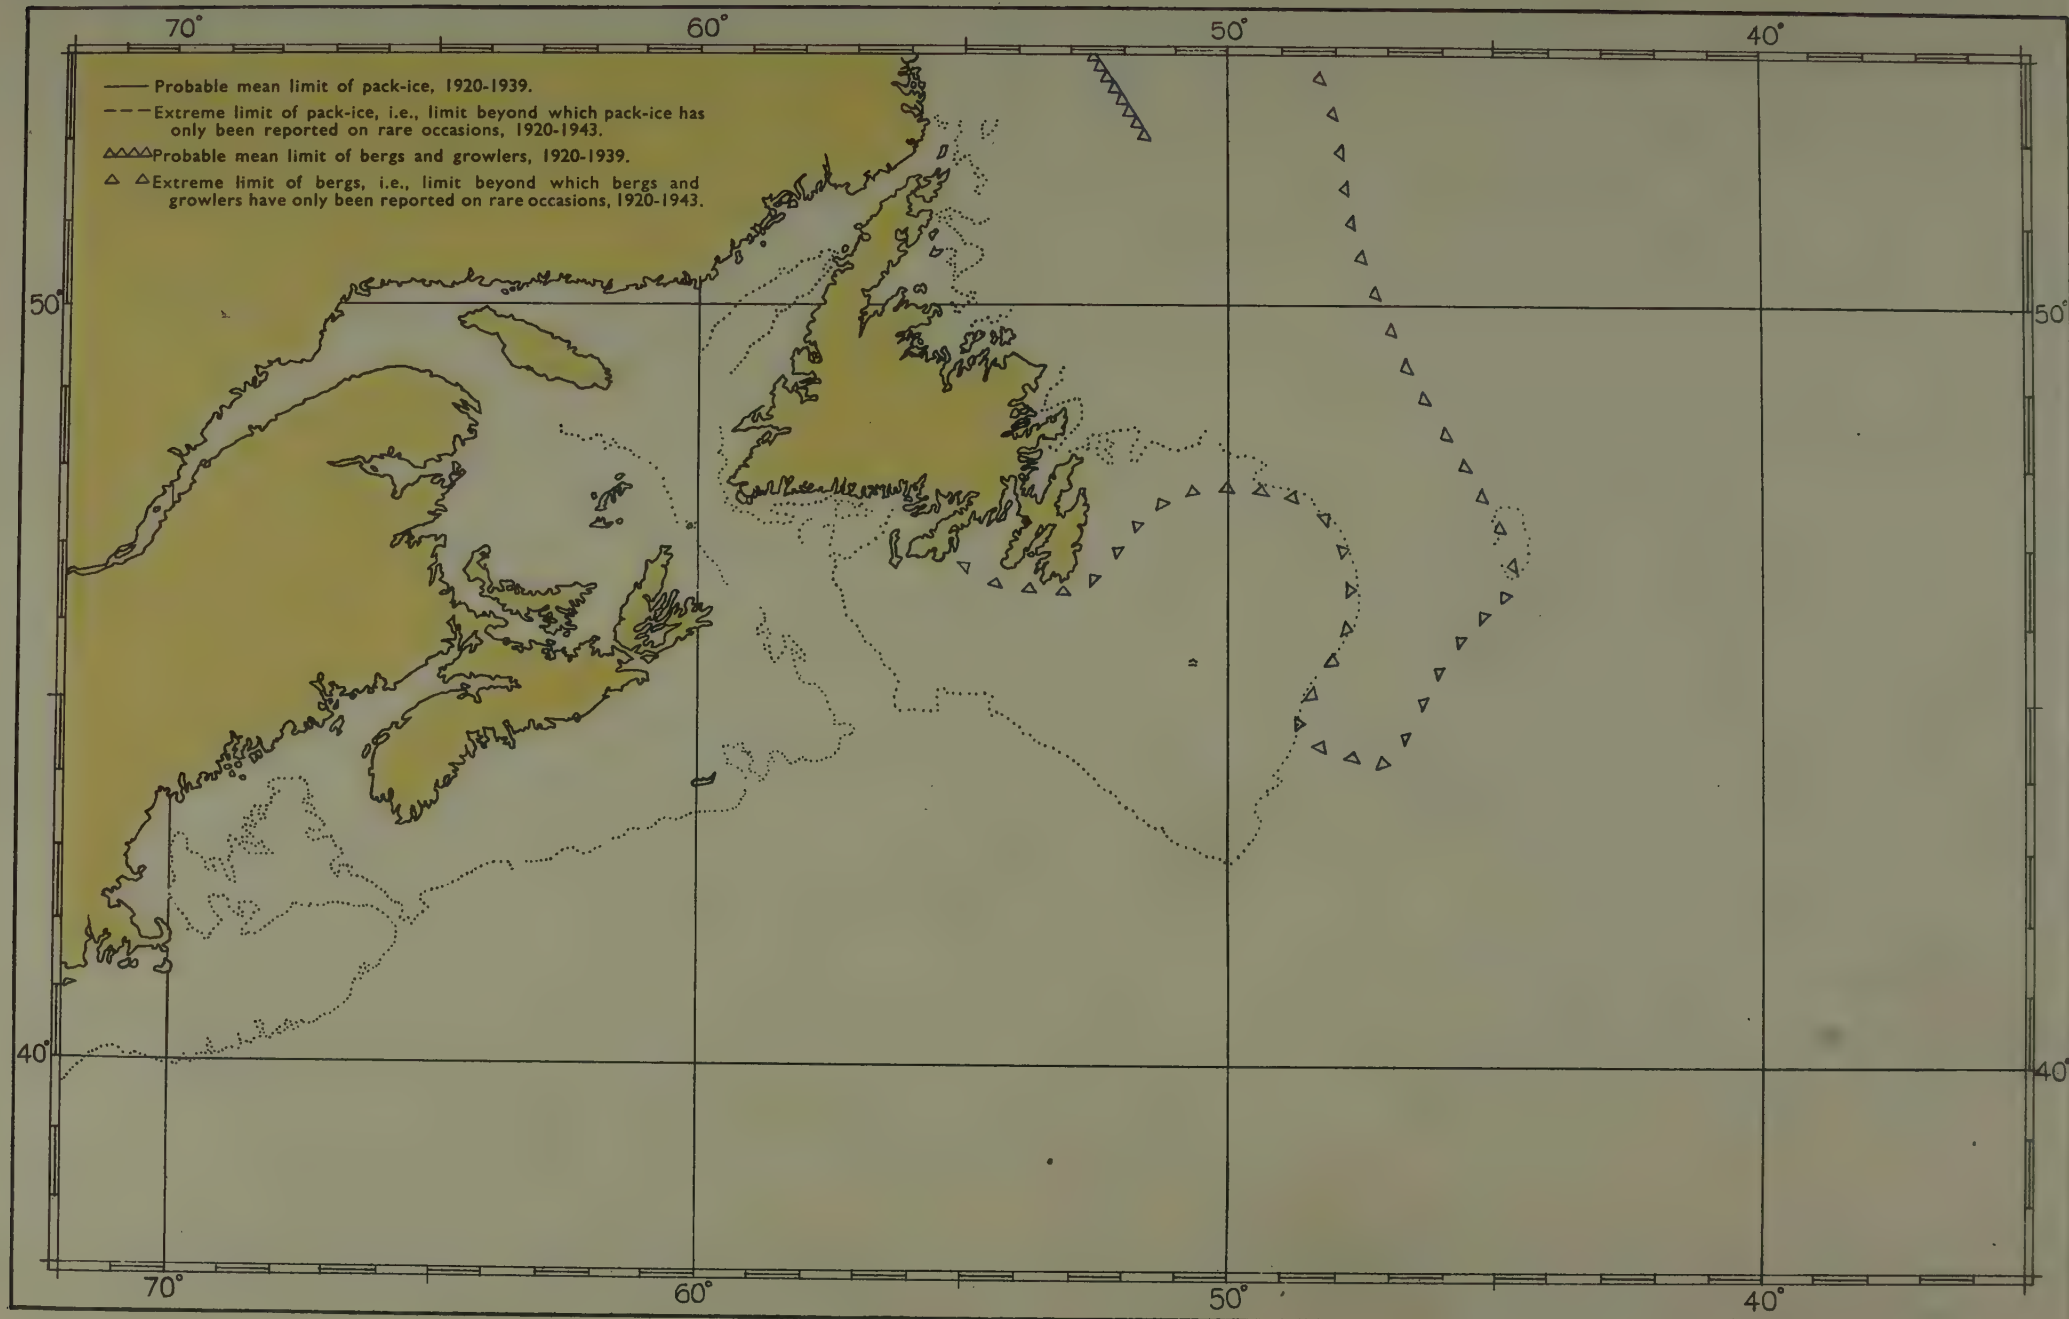 70° 60° 50° 40°
Probable mean limit of pack-ice, 1920-1939.
Extreme limit of pack-ice, i.e., limit beyond which pack-ice has
only been reported on rare occasions, 1920-1943.
Probable mean limit of bergs and growlers, 1920-1939.
Extreme limit of bergs, i.e., limit beyond which bergs and
growlers have only been reported on rare occasions, 1920-1943.
50° 50°
40° 40°
70° 60° 50° 40°